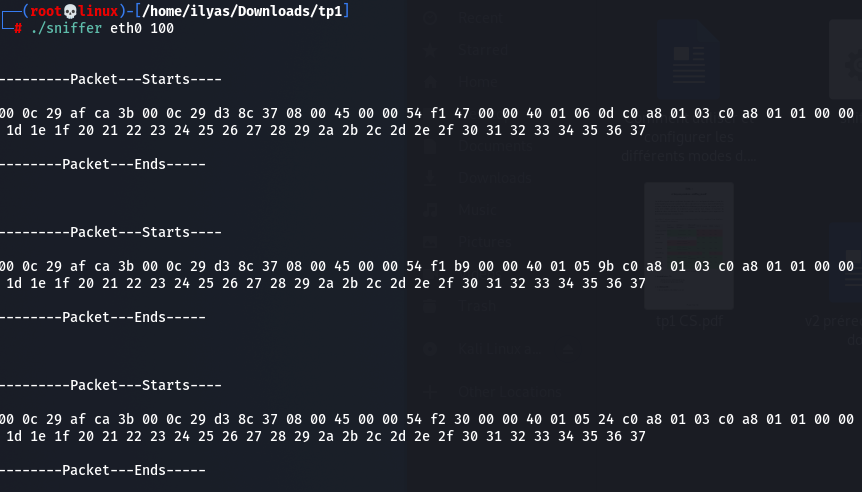 ┌──(root💀linux)-[/home/ilyas/Downloads/tp1]
└─# ./sniffer eth0 100
---------Packet---Starts----
00 0c 29 af ca 3b 00 0c 29 d3 8c 37 08 00 45 00 00 54 f1 47 00 00 40 01 06 0d c0 a8 01 03 c0 a8 01 01 00 00
1d 1e 1f 20 21 22 23 24 25 26 27 28 29 2a 2b 2c 2d 2e 2f 30 31 32 33 34 35 36 37
--------Packet---Ends-----
---------Packet---Starts----
00 0c 29 af ca 3b 00 0c 29 d3 8c 37 08 00 45 00 00 54 f1 b9 00 00 40 01 05 9b c0 a8 01 03 c0 a8 01 01 00 00
1d 1e 1f 20 21 22 23 24 25 26 27 28 29 2a 2b 2c 2d 2e 2f 30 31 32 33 34 35 36 37
--------Packet---Ends-----
---------Packet---Starts----
00 0c 29 af ca 3b 00 0c 29 d3 8c 37 08 00 45 00 00 54 f2 30 00 00 40 01 05 24 c0 a8 01 03 c0 a8 01 01 00 00
1d 1e 1f 20 21 22 23 24 25 26 27 28 29 2a 2b 2c 2d 2e 2f 30 31 32 33 34 35 36 37
--------Packet---Ends-----
configurer les
différents modes d...
tp1 CS.pdf